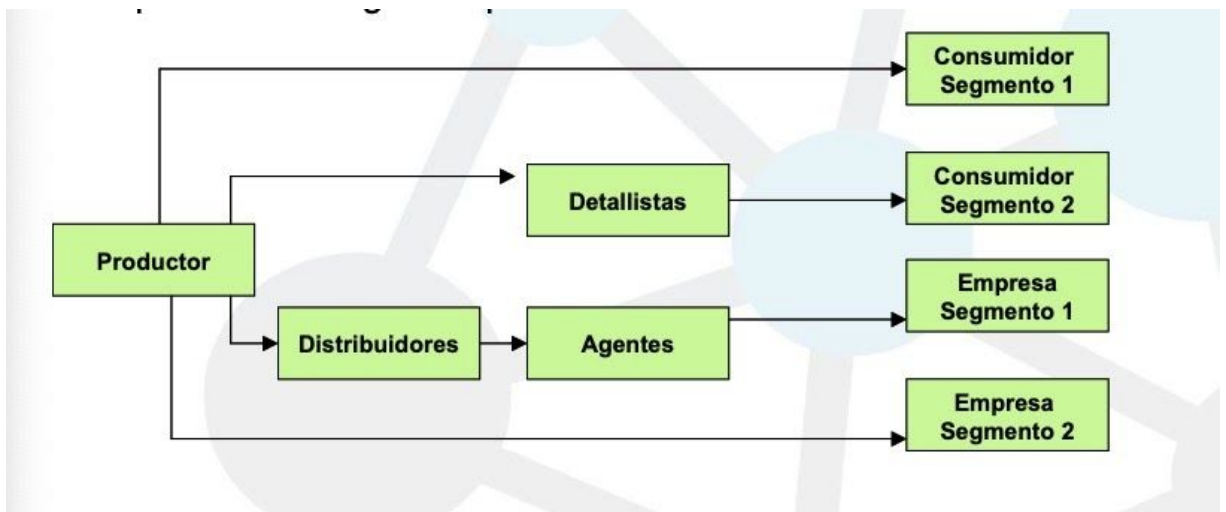 Consumidor
Segmento 1
Consumidor
Segmento 2
Detallistas
Productor
Empresa
Segmento 1
Distribuidores
Agentes
Empresa
Segmento 2